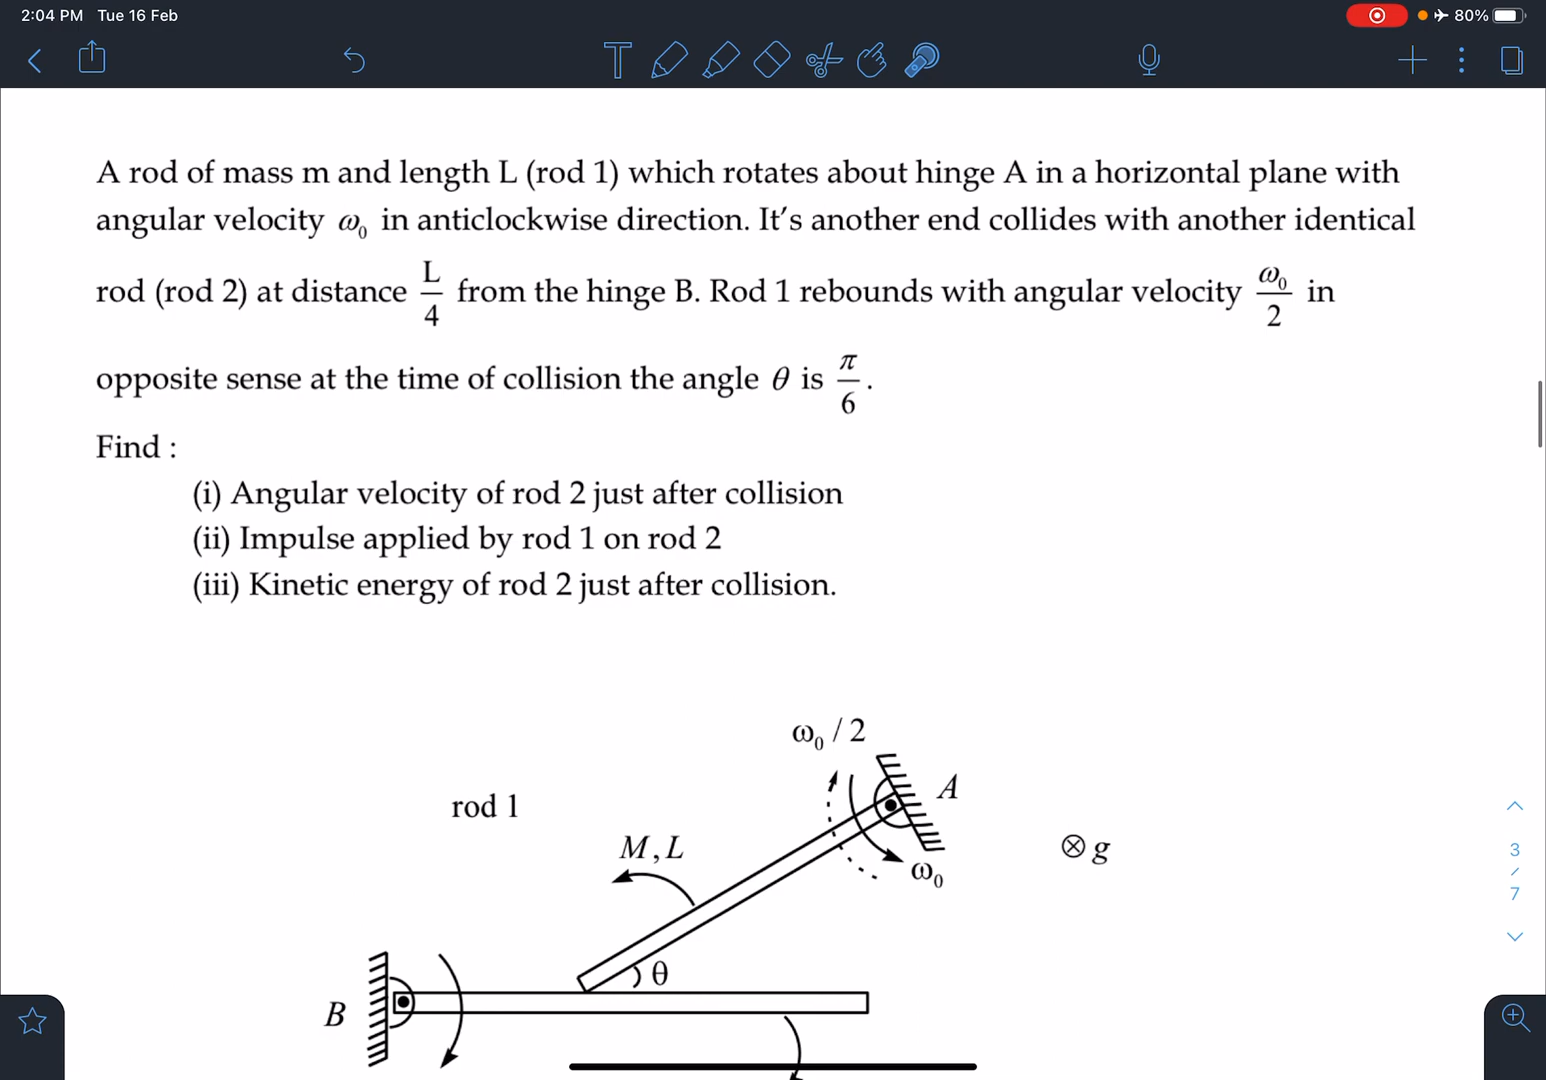 2:04 PM Tue 16 Feb
80%
T
A rod of mass m and length L (rod 1) which rotates about hinge A in a horizontal plane with
angular velocity ω₀ in anticlockwise direction. It's another end collides with another identical
rod (rod 2) at distance L/4 from the hinge B. Rod 1 rebounds with angular velocity ω₀/2 in
opposite sense at the time of collision the angle θ is π/6.
Find :
(i) Angular velocity of rod 2 just after collision
(ii) Impulse applied by rod 1 on rod 2
(iii) Kinetic energy of rod 2 just after collision.
ω₀ / 2
A
rod 1
M, L
⊗ g
ω₀
θ
B
3
/
7